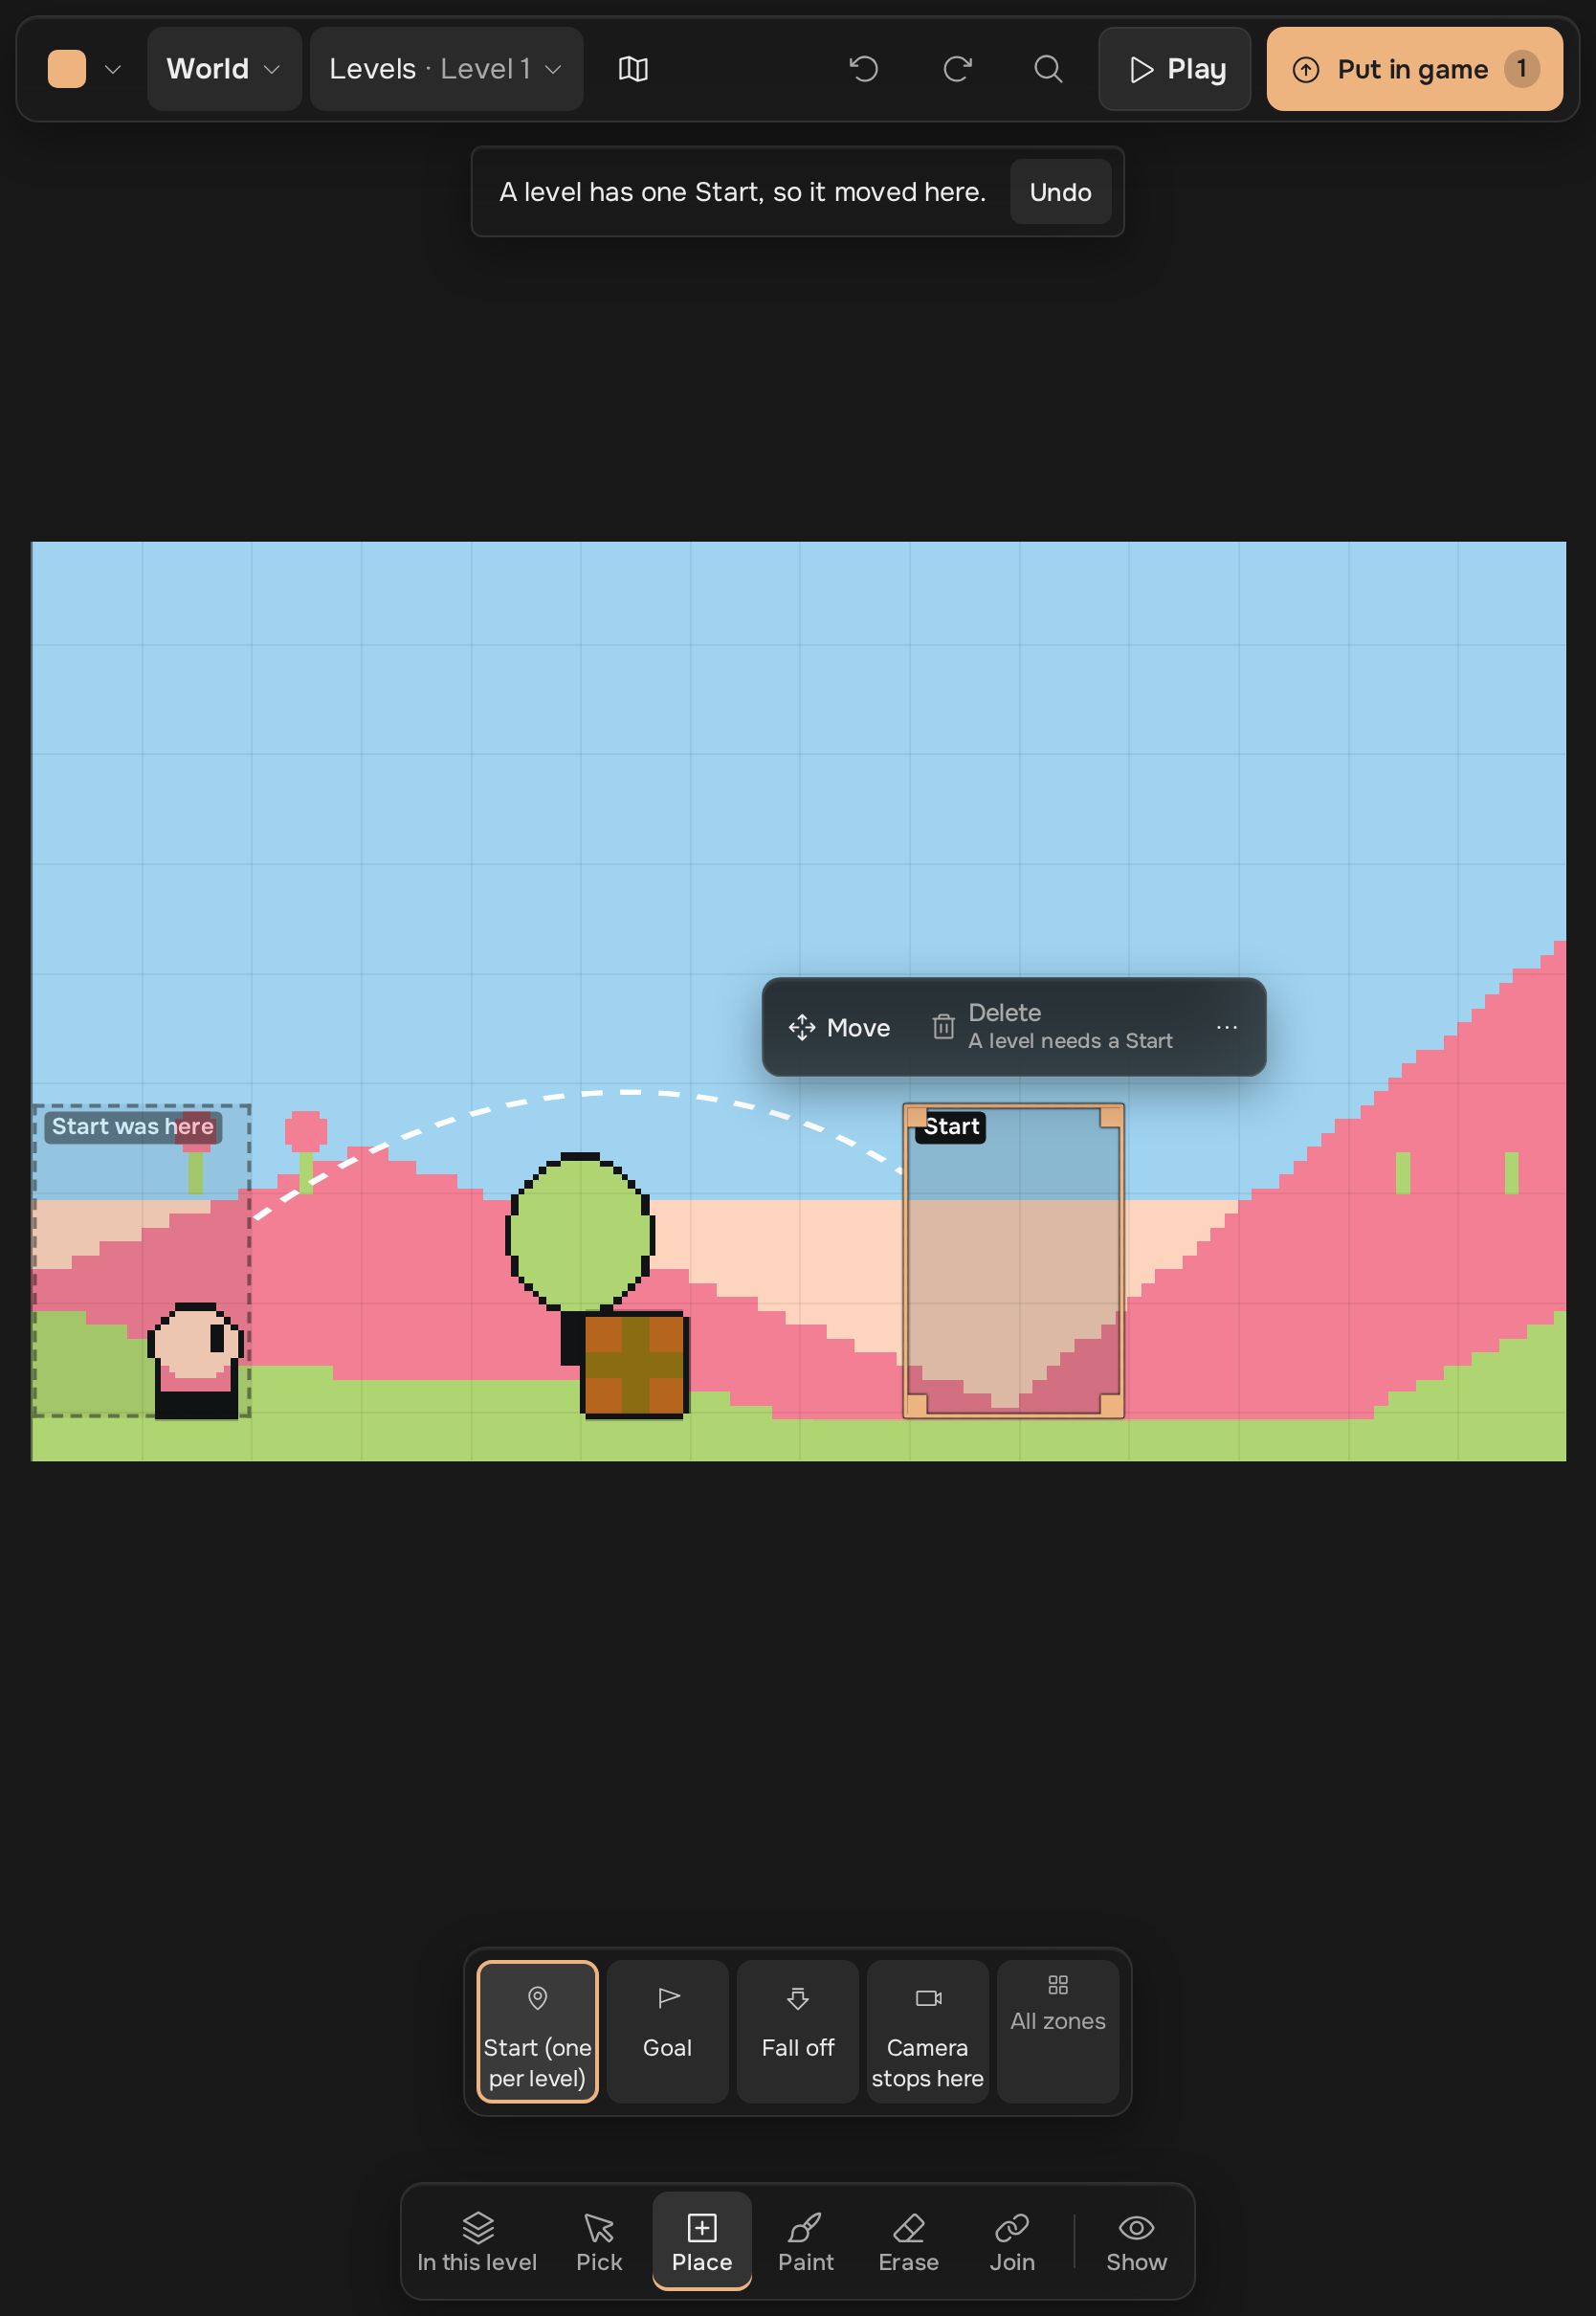 World
Levels · Level 1
Play
Put in game 1
A level has one Start, so it moved here.
Undo
Move
Delete
A level needs a Start
...
Start was here
Start
Start (one
per level)
Goal
Fall off
Camera
stops here
All zones
In this level
Pick
Place
Paint
Erase
Join
Show